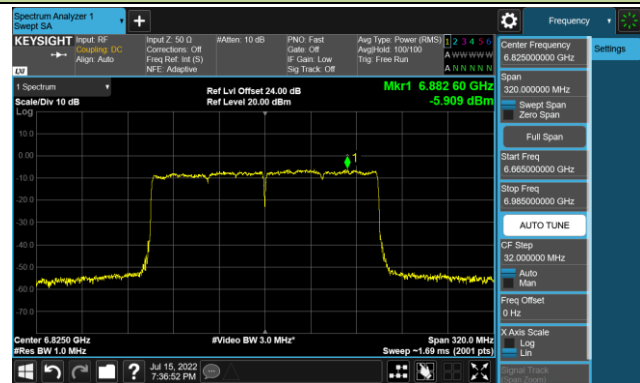 Spectrum Analyzer 1
Swept SA
+
Frequency
KEYSIGHT
Input: RF
Coupling: DC
Align: Auto
Input Z: 50 Ω
Corrections: Off
Freq Ref: Int (S)
NFE: Adaptive
#Atten: 10 dB
PNO: Fast
Gate: Off
IF Gain: Low
Sig Track: Off
Avg Type: Power (RMS)
Avg|Hold: 100/100
Trig: Free Run
1 2 3 4 5 6
A W W W W W
A N N N N N
LXI
1 Spectrum
Scale/Div 10 dB
Ref Lvl Offset 24.00 dB
Ref Level 20.00 dBm
Mkr1 6.882 60 GHz
-5.909 dBm
Log
10.0
0.00
-10.0
-20.0
-30.0
-40.0
-50.0
-60.0
-70.0
1
Center 6.8250 GHz
#Res BW 1.0 MHz
#Video BW 3.0 MHz*
Span 320.0 MHz
Sweep ~1.69 ms (2001 pts)
Jul 15, 2022
7:36:52 PM
?
Center Frequency
6.825000000 GHz
Settings
Span
320.000000 MHz
Swept Span
Zero Span
Full Span
Start Freq
6.665000000 GHz
Stop Freq
6.985000000 GHz
AUTO TUNE
CF Step
32.000000 MHz
Auto
Man
Freq Offset
0 Hz
X Axis Scale
Log
Lin
Signal Track
(Span Zoom)